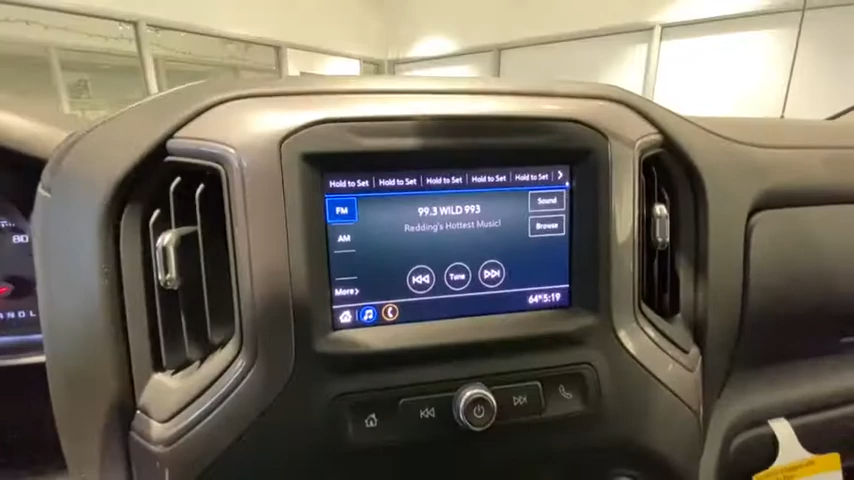 Hold to Set Hold to Set Hold to Set Hold to Set Hold to Set
FM
99.3 WILD 993
Sound
Redding's Hottest Music!
Browse
AM
Tune
More
64° 5:19
80